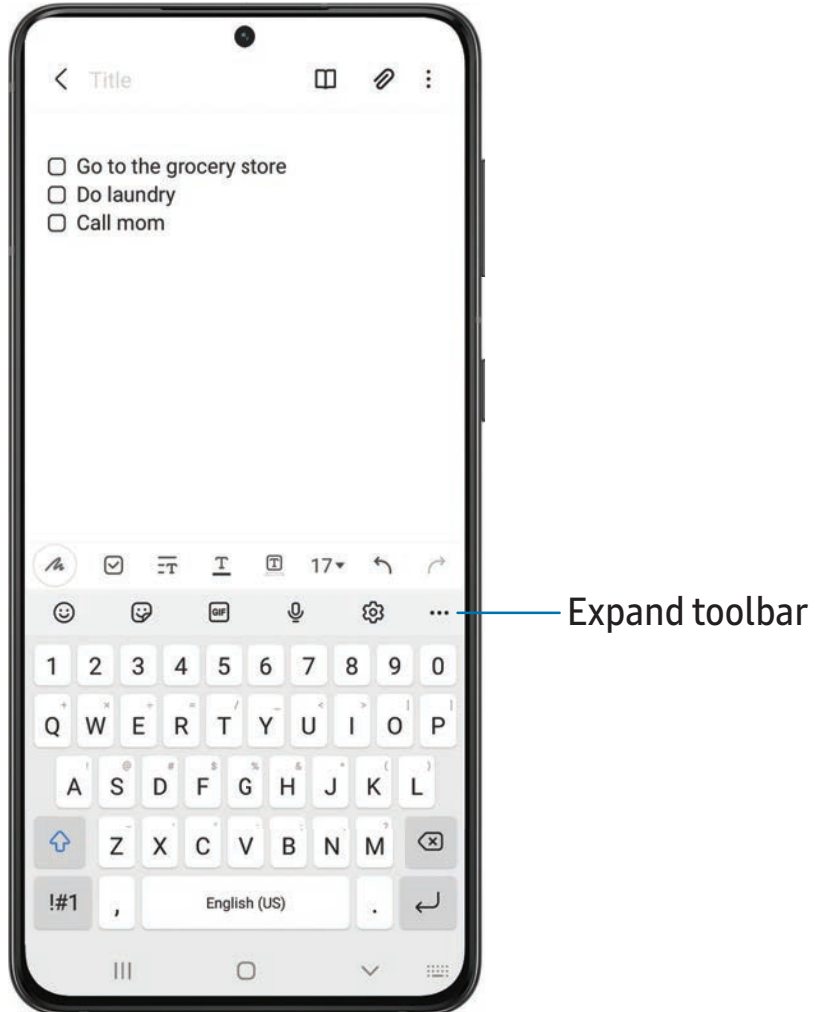 Title
Go to the grocery store
Do laundry
Call mom
17
GIF
Expand toolbar
1 2 3 4 5 6 7 8 9 0
Q W E R T Y U I O P
A S D F G H J K L
Z X C V B N M
!#1 , English (US) .